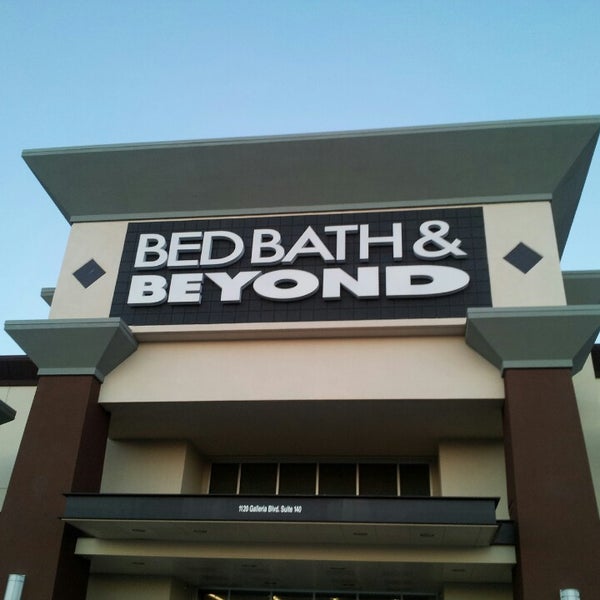 BED BATH &
BEYOND
1120 Galleria Blvd. Suite 140